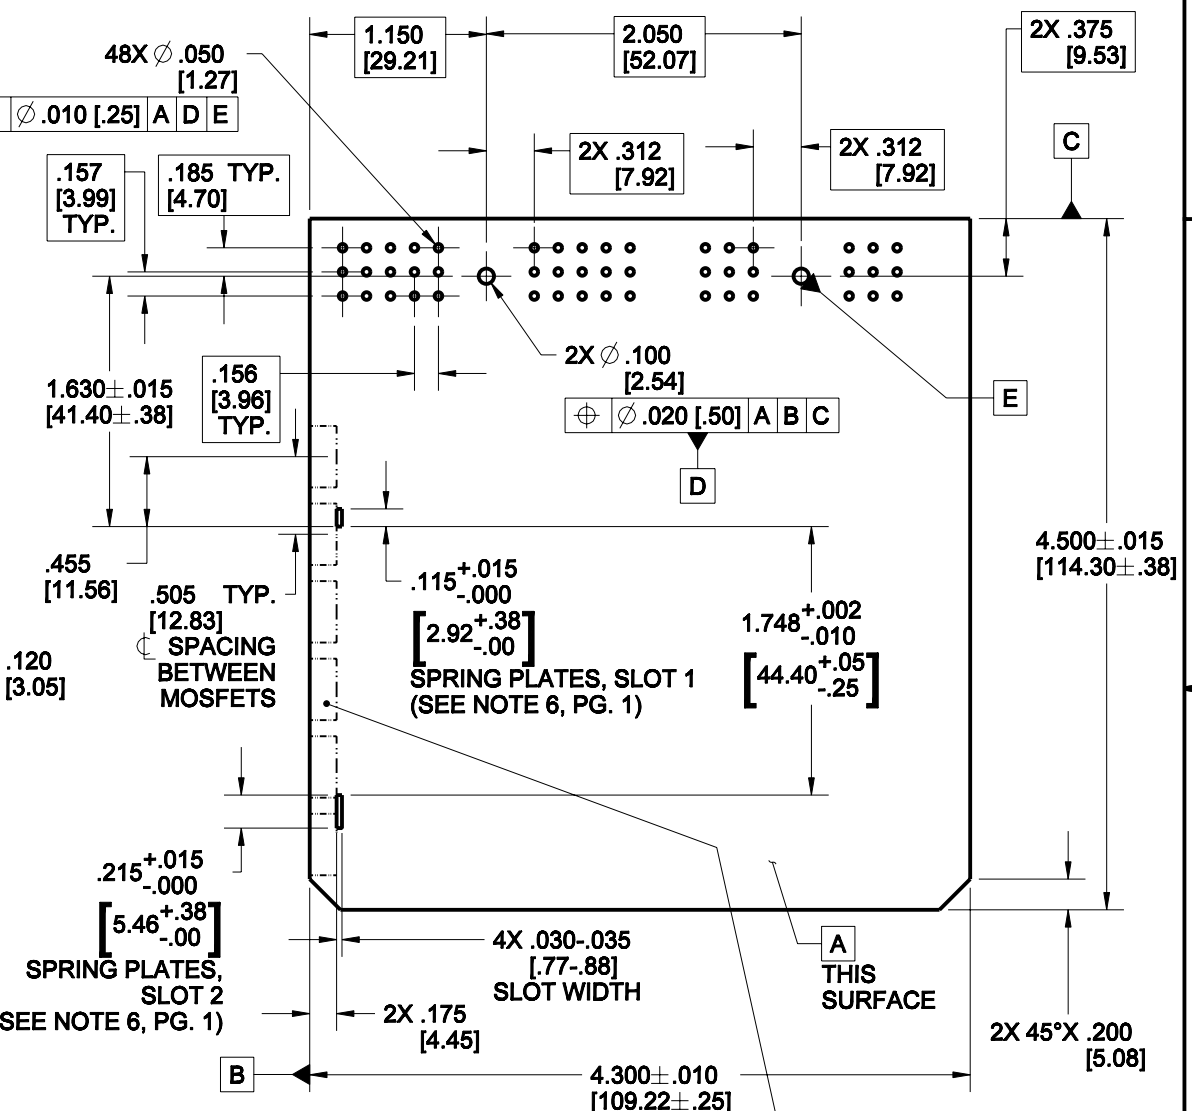 1.150
[29.21]
2.050
[52.07]
2X .375
[9.53]
48X ∅ .050
[1.27]
∅ .010 [.25] A D E
2X .312
[7.92]
2X .312
[7.92]
C
.157
[3.99]
TYP.
.185 TYP.
[4.70]
2X ∅ .100
[2.54]
⌖ ∅ .020 [.50] A B C
D
E
1.630±.015
[41.40±.38]
.156
[3.96]
TYP.
.455
[11.56]
.505 TYP.
[12.83]
℄ SPACING
BETWEEN
MOSFETS
.120
[3.05]
.115+.015
-.000
[2.92+.38
-.00]
SPRING PLATES, SLOT 1
(SEE NOTE 6, PG. 1)
1.748+.002
-.010
[44.40+.05
-.25]
4.500±.015
[114.30±.38]
.215+.015
-.000
[5.46+.38
-.00]
SPRING PLATES,
SLOT 2
SEE NOTE 6, PG. 1)
4X .030-.035
[.77-.88]
SLOT WIDTH
A
THIS
SURFACE
2X .175
[4.45]
2X 45°X .200
[5.08]
B
4.300±.010
[109.22±.25]